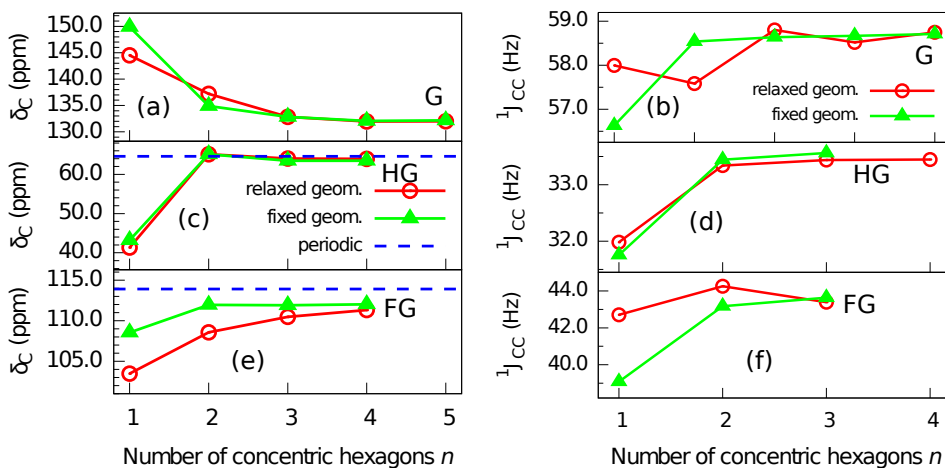 δC (ppm)
150.0
145.0
140.0
135.0
130.0
(a)
G
δC (ppm)
60.0
50.0
40.0
(c)
HG
relaxed geom.
fixed geom.
periodic
δC (ppm)
115.0
110.0
105.0
(e)
FG
1 2 3 4 5
Number of concentric hexagons n
1JCC (Hz)
59.0
58.0
57.0
(b)
G
relaxed geom.
fixed geom.
1JCC (Hz)
33.0
32.0
(d)
HG
1JCC (Hz)
44.0
42.0
40.0
(f)
FG
1 2 3 4
Number of concentric hexagons n